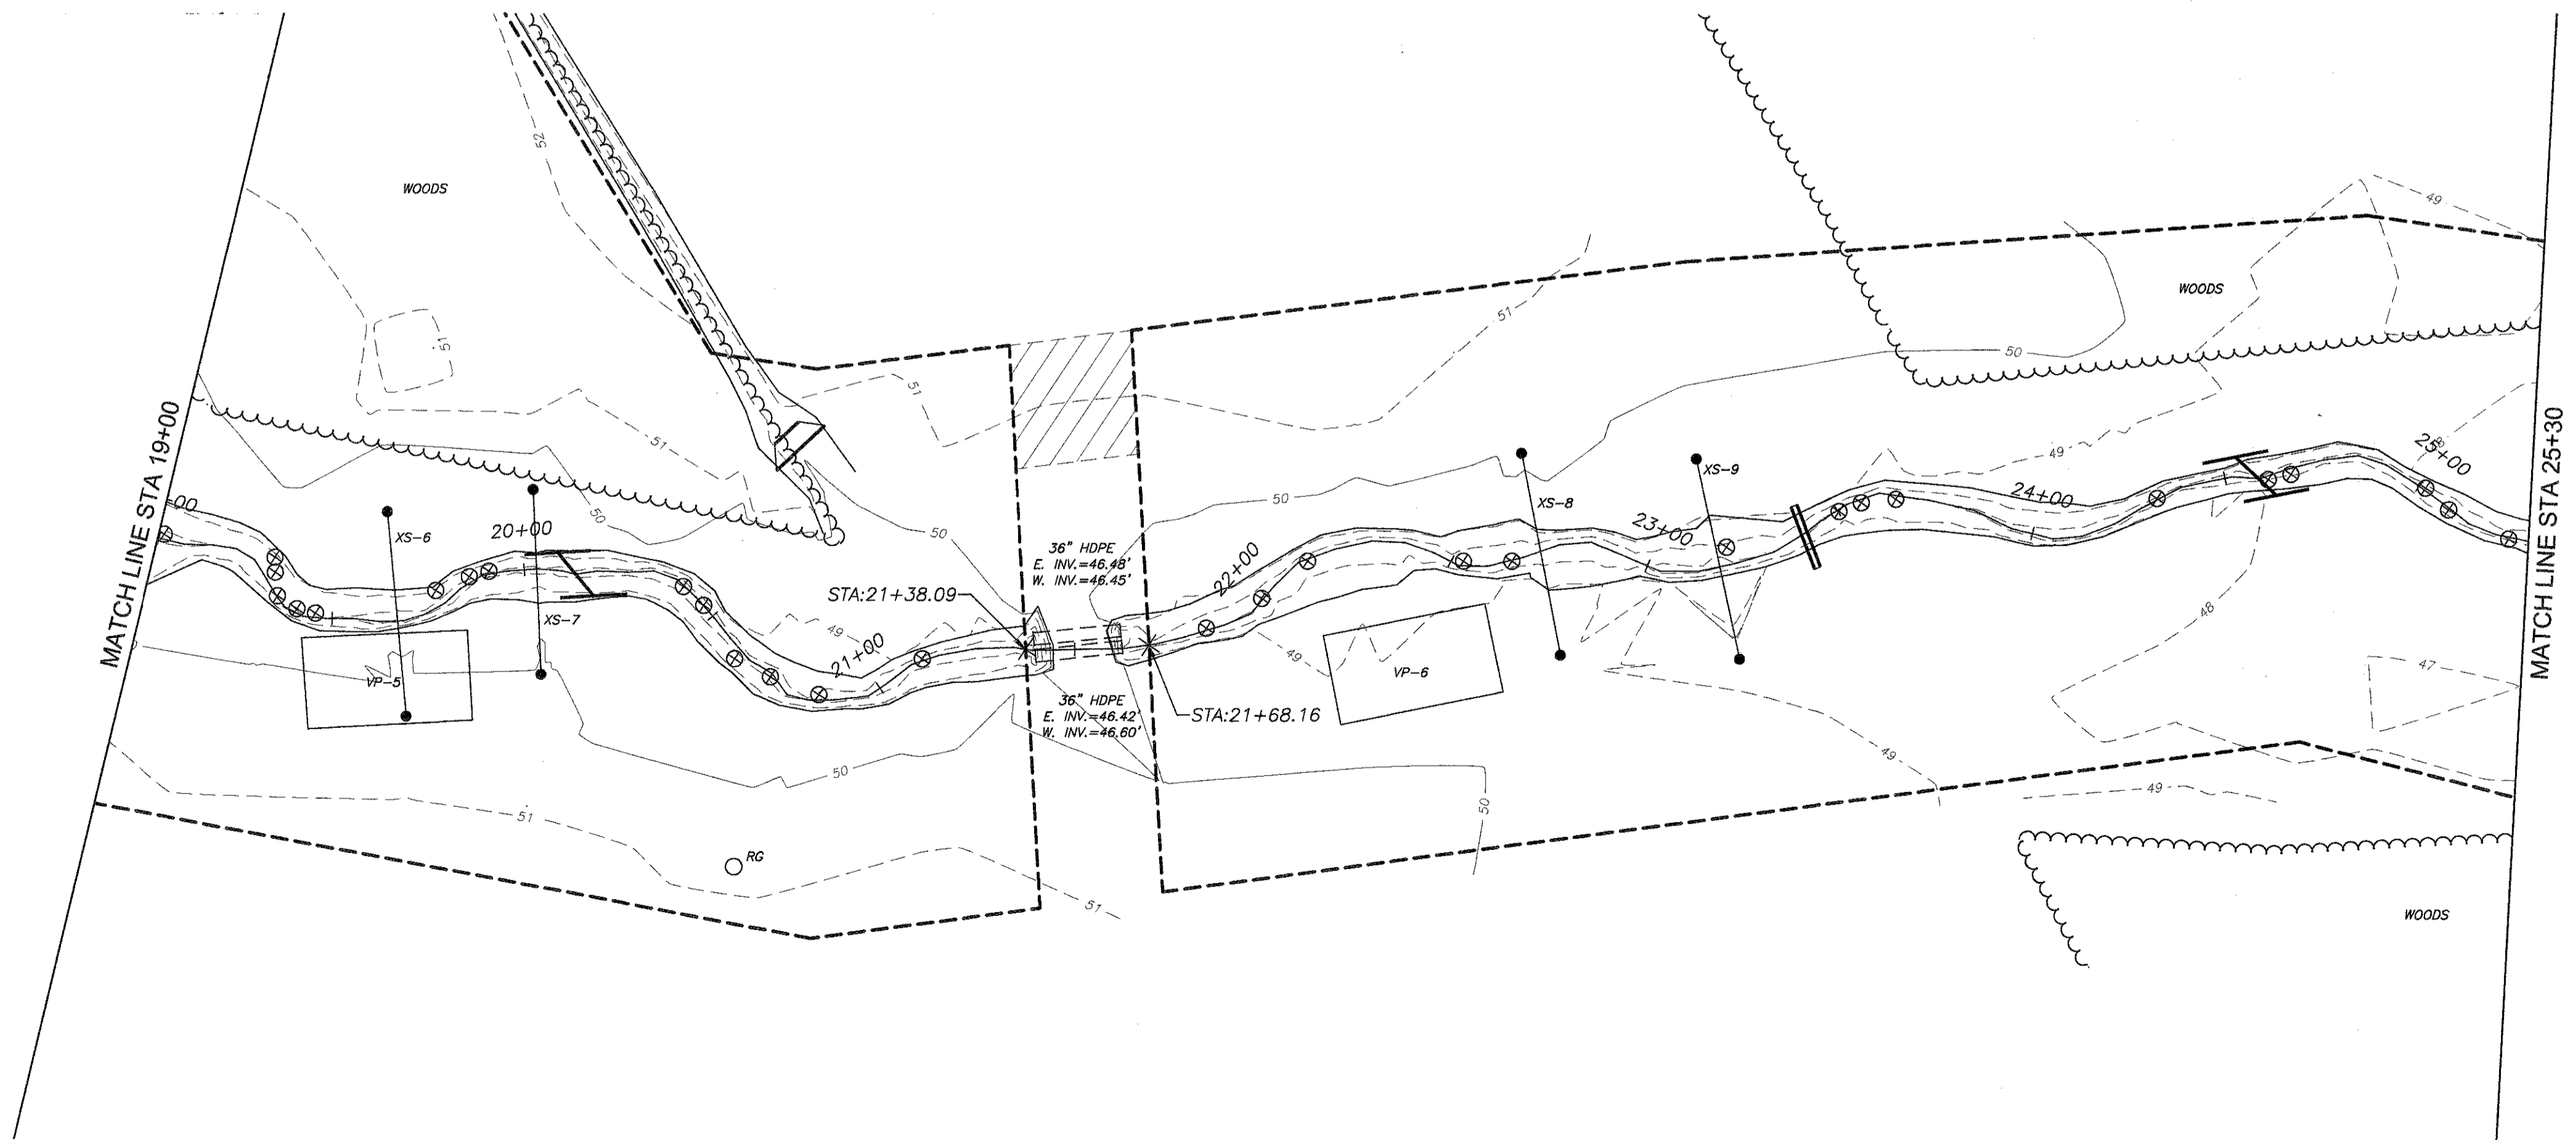 52
WOODS
49
WOODS
51
51
50
51
MATCH LINE STA 19+00
51
50
49
25+00
MATCH LINE STA 25+30
XS-9
XS-8
50
24+00
+00
50
XS-6
20+00
50
23+00
36" HDPE
E. INV.=46.48'
W. INV.=46.45'
22+00
STA:21+38.09
XS-7
49
21+00
48
49
47
VP-5
VP-6
36" HDPE
E. INV.=46.42'
W. INV.=46.60'
STA:21+68.16
50
49
49
50
51
RG
51
WOODS